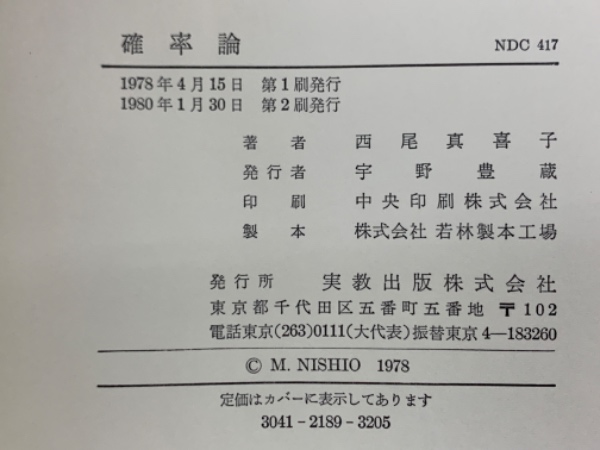 確率論 NDC 417
1978年4月15日 第1刷発行
1980年1月30日 第2刷発行
著者 西尾真喜子
発行者 宇野豊蔵
印刷 中央印刷株式会社
製本 株式会社 若林製本工場
発行所 実教出版株式会社
東京都千代田区五番町五番地 〒102
電話東京(263)0111(大代表)振替東京4―183260
© M. NISHIO 1978
定価はカバーに表示してあります
3041-2189-3205